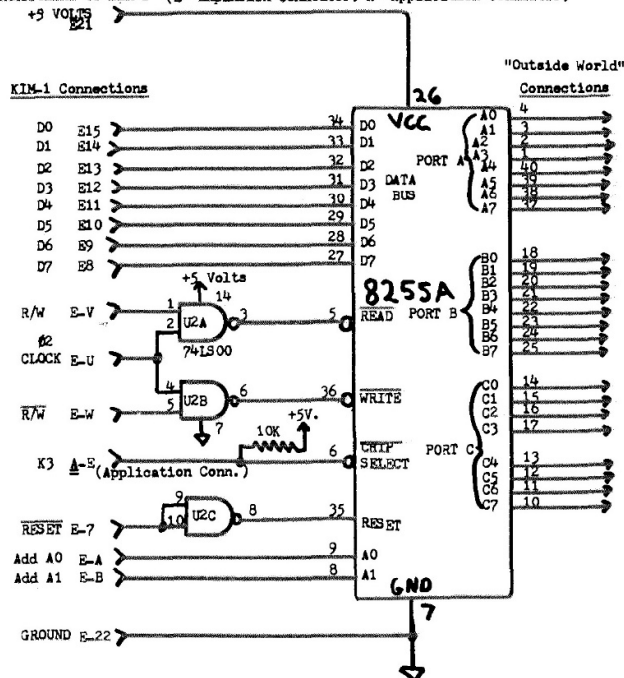 +5 VOLTS
E21
"Outside World"
Connections
KIM-1 Connections
26
VCC
D0 E15 34 D0
D1 E14 33 D1
D2 E13 32 D2
D3 E12 31 D3
D4 E11 30 D4
D5 E10 29 D5
D6 E9 28 D6
D7 E8 27 D7
DATA
BUS
PORT A
A0 4
A1 3
A2 2
A3 1
A4 40
A5 39
A6 38
A7 37
+5 Volts
14
R/W E-V 1
2
U2A
3
74LS00
5 READ
8255A
PORT B
B0 18
B1 19
B2 20
B3 21
B4 22
B5 23
B6 24
B7 25
Ø2
CLOCK E-U
4
U2B
6
36 WRITE
R/W E-W 5
7
+5V.
10K
K3 A-E (Application Conn.)
6 CHIP
SELECT
PORT C
C0 14
C1 15
C2 16
C3 17
C4 13
C5 12
C6 11
C7 10
9
10
U2C
8
RESET E-7
35 RESET
Add A0 E-A 9 A0
Add A1 E-B 8 A1
GND
7
GROUND E-22